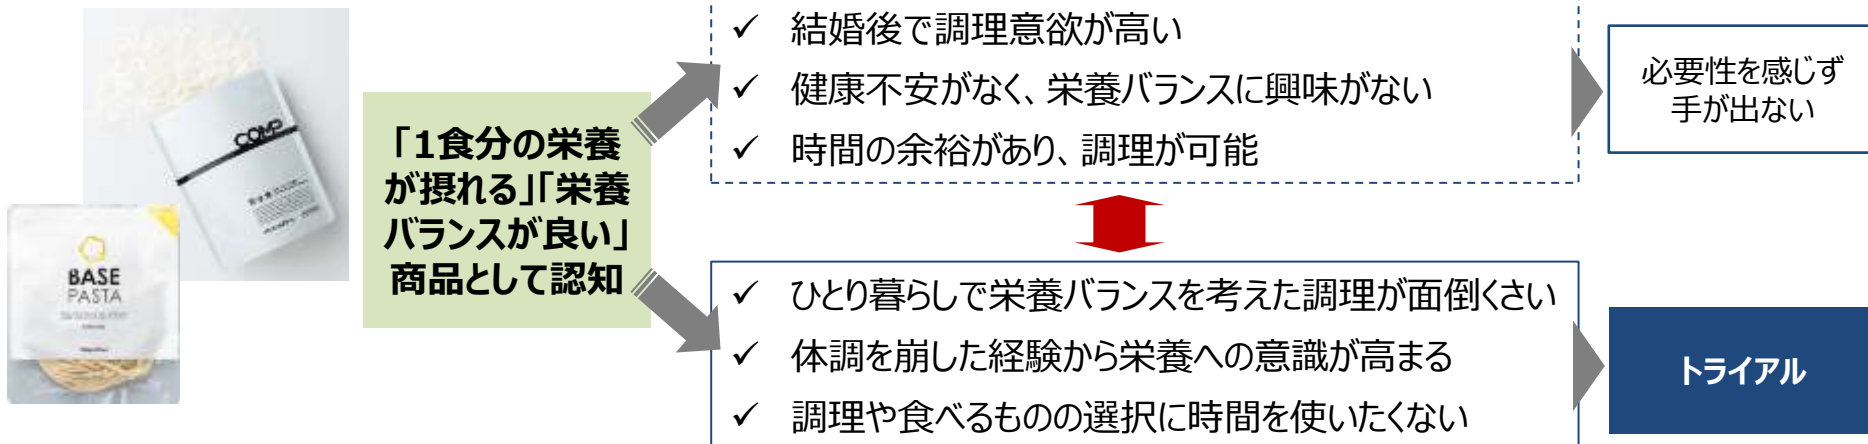 COMP
BASE
PASTA
「1食分の栄養
が摂れる」「栄養
バランスが良い」
商品として認知
✓ 結婚後で調理意欲が高い
✓ 健康不安がなく、栄養バランスに興味がない
✓ 時間の余裕があり、調理が可能
必要性を感じず
手が出ない
✓ ひとり暮らしで栄養バランスを考えた調理が面倒くさい
✓ 体調を崩した経験から栄養への意識が高まる
✓ 調理や食べるものの選択に時間を使いたくない
トライアル